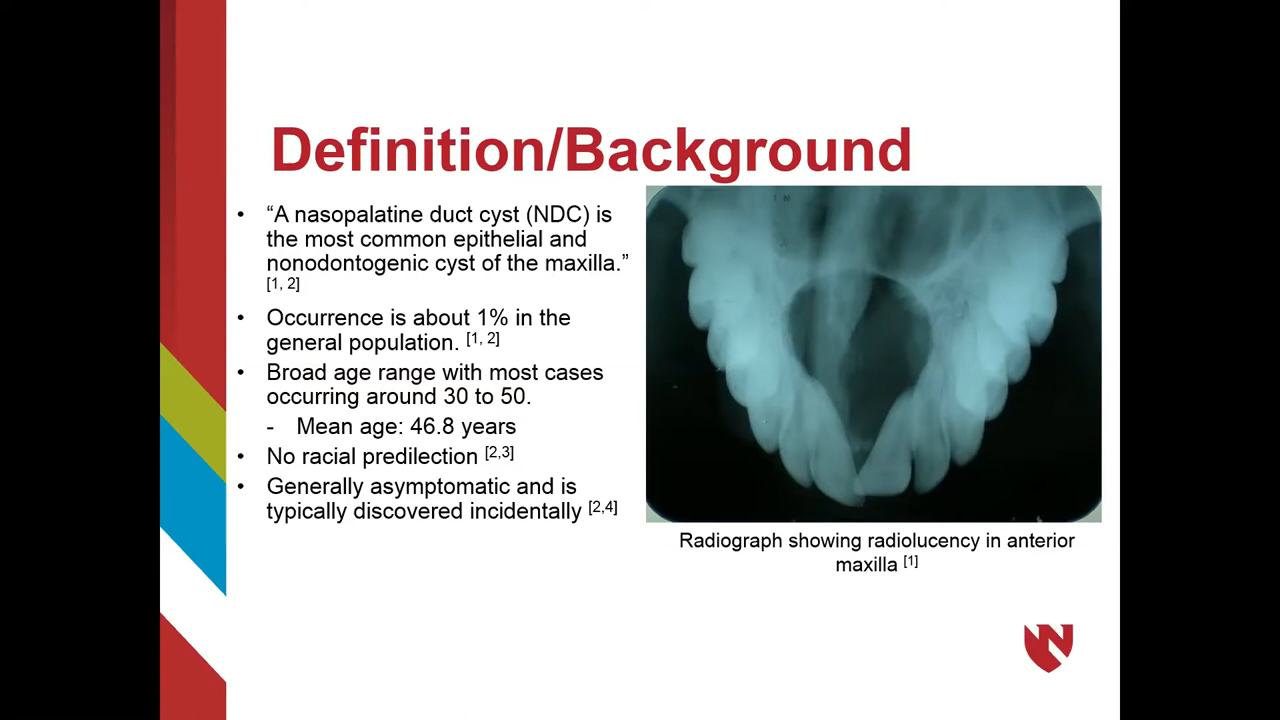 Definition/Background
• “A nasopalatine duct cyst (NDC) is
the most common epithelial and
nonodontogenic cyst of the maxilla.”
[1, 2]
• Occurrence is about 1% in the
general population. [1, 2]
• Broad age range with most cases
occurring around 30 to 50.
- Mean age: 46.8 years
• No racial predilection [2,3]
• Generally asymptomatic and is
typically discovered incidentally [2,4]
Radiograph showing radiolucency in anterior
maxilla [1]
N